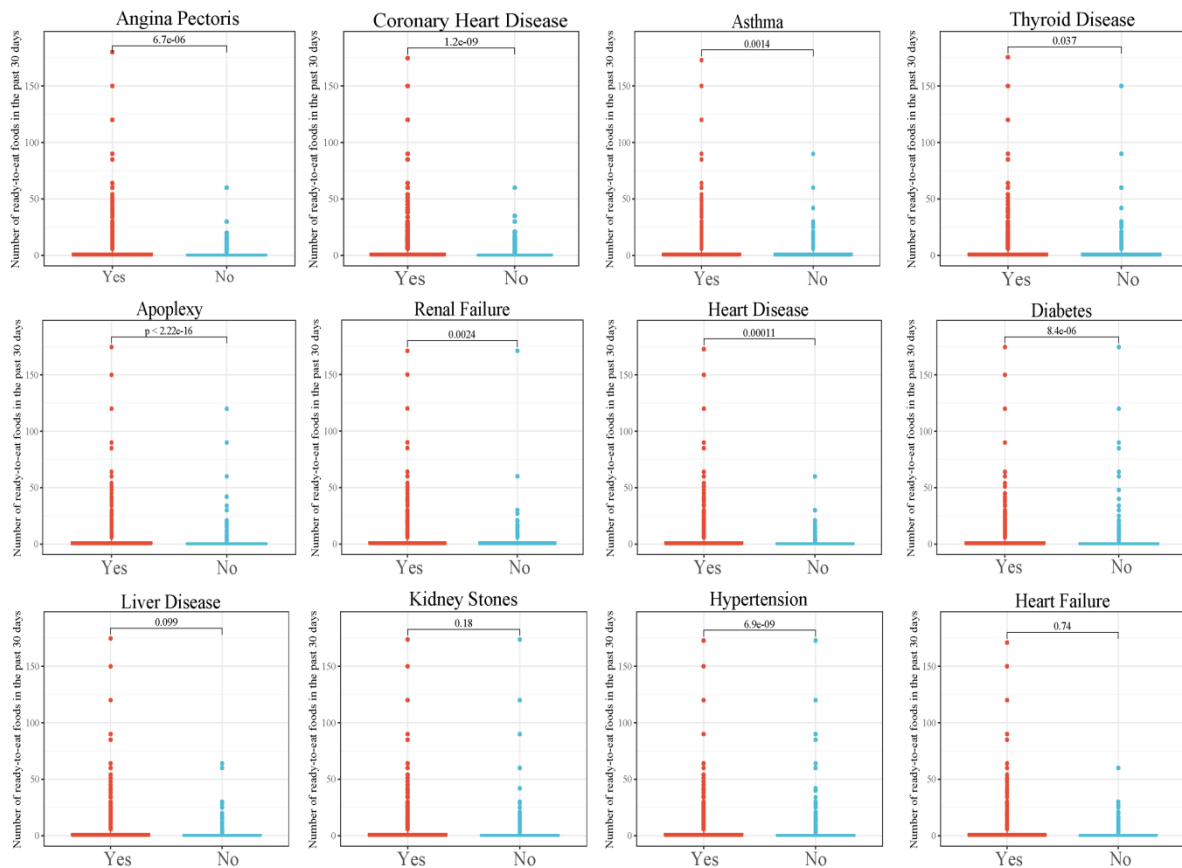 Angina Pectoris
6.7e-06
Number of ready-to-eat foods in the past 30 days
150
100
50
0
Yes No
Coronary Heart Disease
1.2e-09
Number of ready-to-eat foods in the past 30 days
150
100
50
0
Yes No
Asthma
0.0014
Number of ready-to-eat foods in the past 30 days
150
100
50
0
Yes No
Thyroid Disease
0.037
Number of ready-to-eat foods in the past 30 days
150
100
50
0
Yes No
Apoplexy
p < 2.22e-16
Number of ready-to-eat foods in the past 30 days
150
100
50
0
Yes No
Renal Failure
0.0024
Number of ready-to-eat foods in the past 30 days
150
100
50
0
Yes No
Heart Disease
0.00011
Number of ready-to-eat foods in the past 30 days
150
100
50
0
Yes No
Diabetes
8.4e-06
Number of ready-to-eat foods in the past 30 days
150
100
50
0
Yes No
Liver Disease
0.099
Number of ready-to-eat foods in the past 30 days
150
100
50
0
Yes No
Kidney Stones
0.18
Number of ready-to-eat foods in the past 30 days
150
100
50
0
Yes No
Hypertension
6.9e-09
Number of ready-to-eat foods in the past 30 days
150
100
50
0
Yes No
Heart Failure
0.74
Number of ready-to-eat foods in the past 30 days
150
100
50
0
Yes No